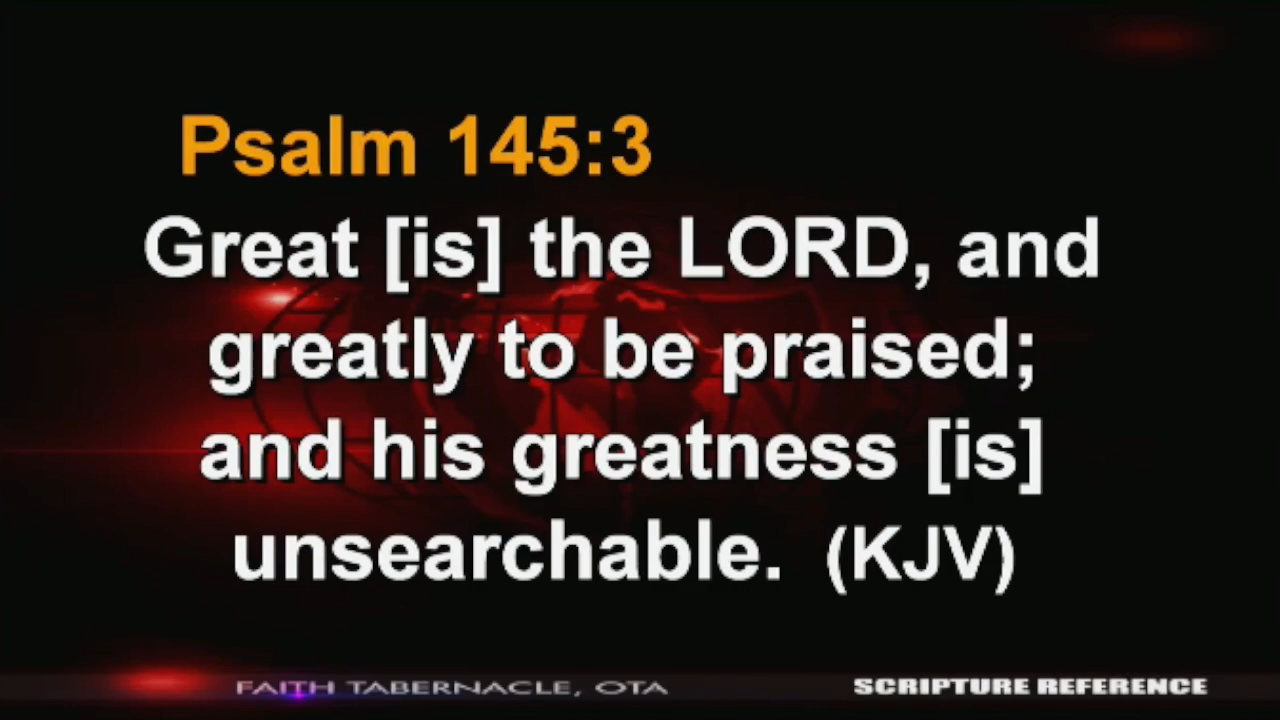 Psalm 145:3
Great [is] the LORD, and
greatly to be praised;
and his greatness [is]
unsearchable. (KJV)
FAITH TABERNACLE, OTA
SCRIPTURE REFERENCE